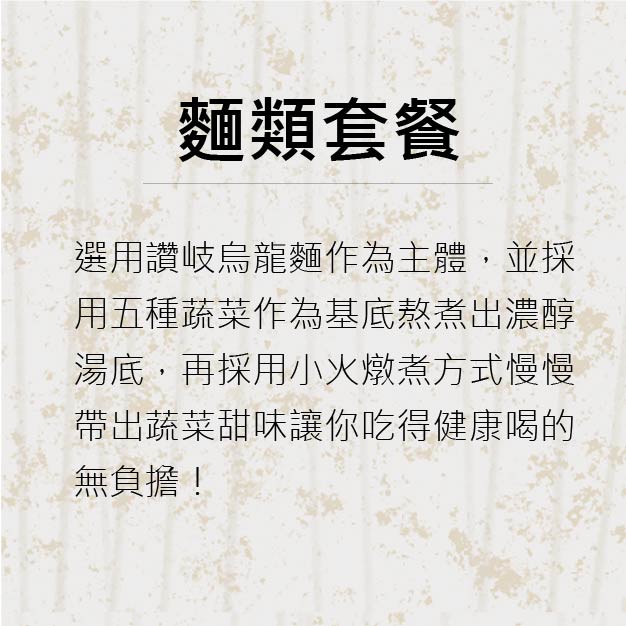 麵類套餐
選用讚岐烏龍麵作為主體，並採
用五種蔬菜作為基底熬煮出濃醇
湯底，再採用小火燉煮方式慢慢
帶出蔬菜甜味讓你吃得健康喝的
無負擔！